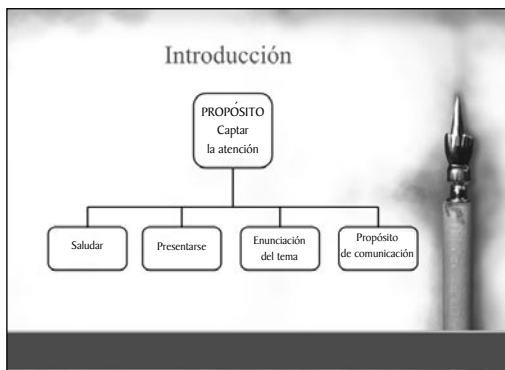 Introducción
PROPÓSITO
Captar
la atención
Saludar
Presentarse
Enunciación
del tema
Propósito
de comunicación